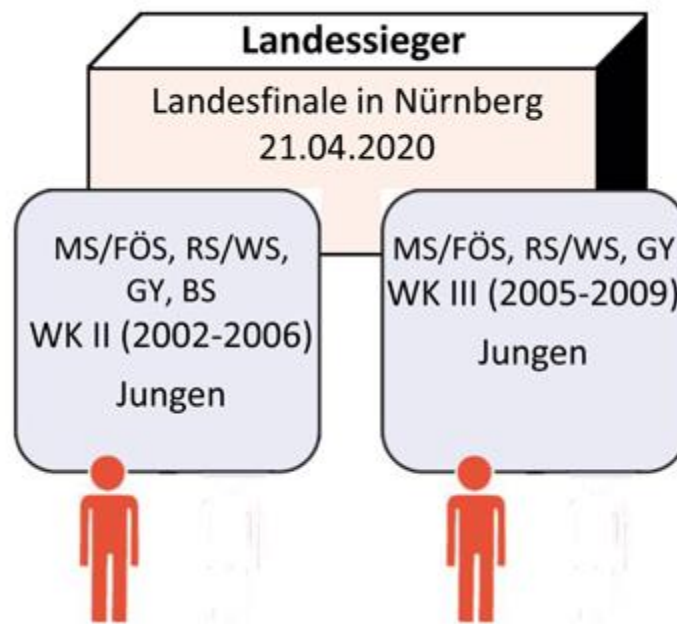 Landessieger
Landesfinale in Nürnberg
21.04.2020
MS/FÖS, RS/WS,
GY, BS
WK II (2002-2006)
Jungen
MS/FÖS, RS/WS, GY
WK III (2005-2009)
Jungen